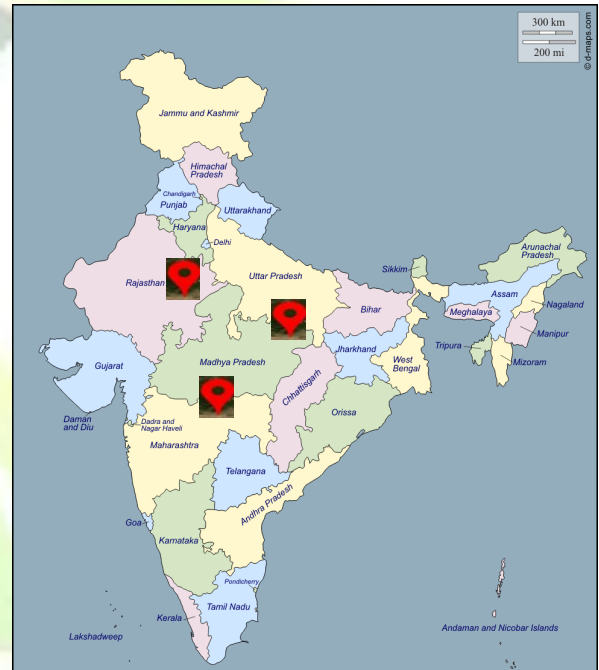 300 km
200 mi
© d-maps.com
Jammu and Kashmir
Himachal
Pradesh
Chandigarh
Punjab
Uttarakhand
Haryana
Delhi
Rajasthan
Uttar Pradesh
Sikkim
Arunachal
Pradesh
Assam
Nagaland
Meghalaya
Manipur
Bihar
Tripura
Mizoram
Jharkhand
West
Bengal
Gujarat
Madhya Pradesh
Chhattisgarh
Orissa
Daman
and Diu
Dadra and
Nagar Haveli
Maharashtra
Telangana
Andhra Pradesh
Goa
Karnataka
Pondicherry
Tamil Nadu
Kerala
Lakshadweep
Andaman and Nicobar Islands